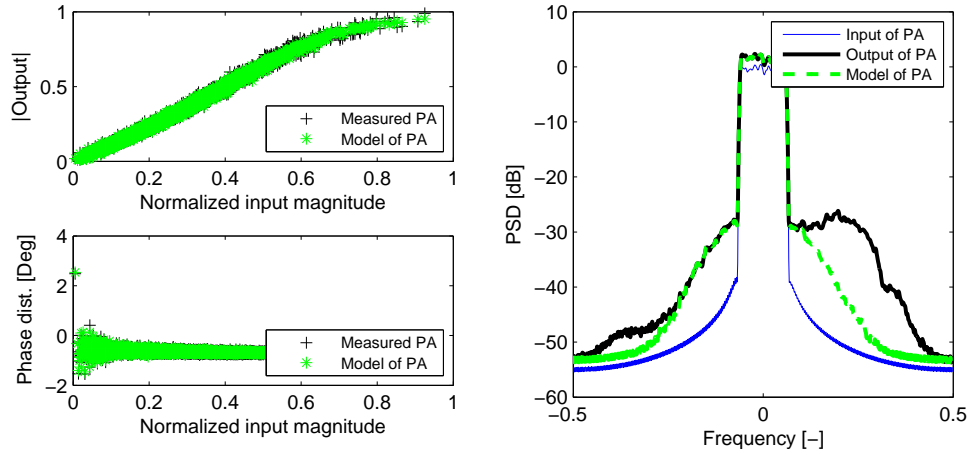 1
0.5
0
|Output|
0 0.2 0.4 0.6 0.8 1
Normalized input magnitude
Measured PA
Model of PA
4
2
0
−2
Phase dist. [Deg]
0 0.2 0.4 0.6 0.8 1
Normalized input magnitude
Measured PA
Model of PA
0
−10
−20
−30
−40
−50
−60
PSD [dB]
−0.5 0 0.5
Frequency [−]
Input of PA
Output of PA
Model of PA